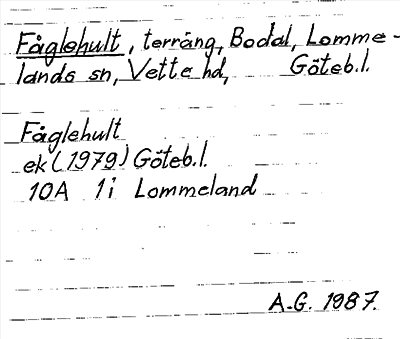 Fåglehult, terräng, Bodal, Lomme-
lands sn, Vette hd, Göteb.l.
Fåglehult
ek (1979) Göteb.l.
10A 1i Lommeland
A.G. 1987.